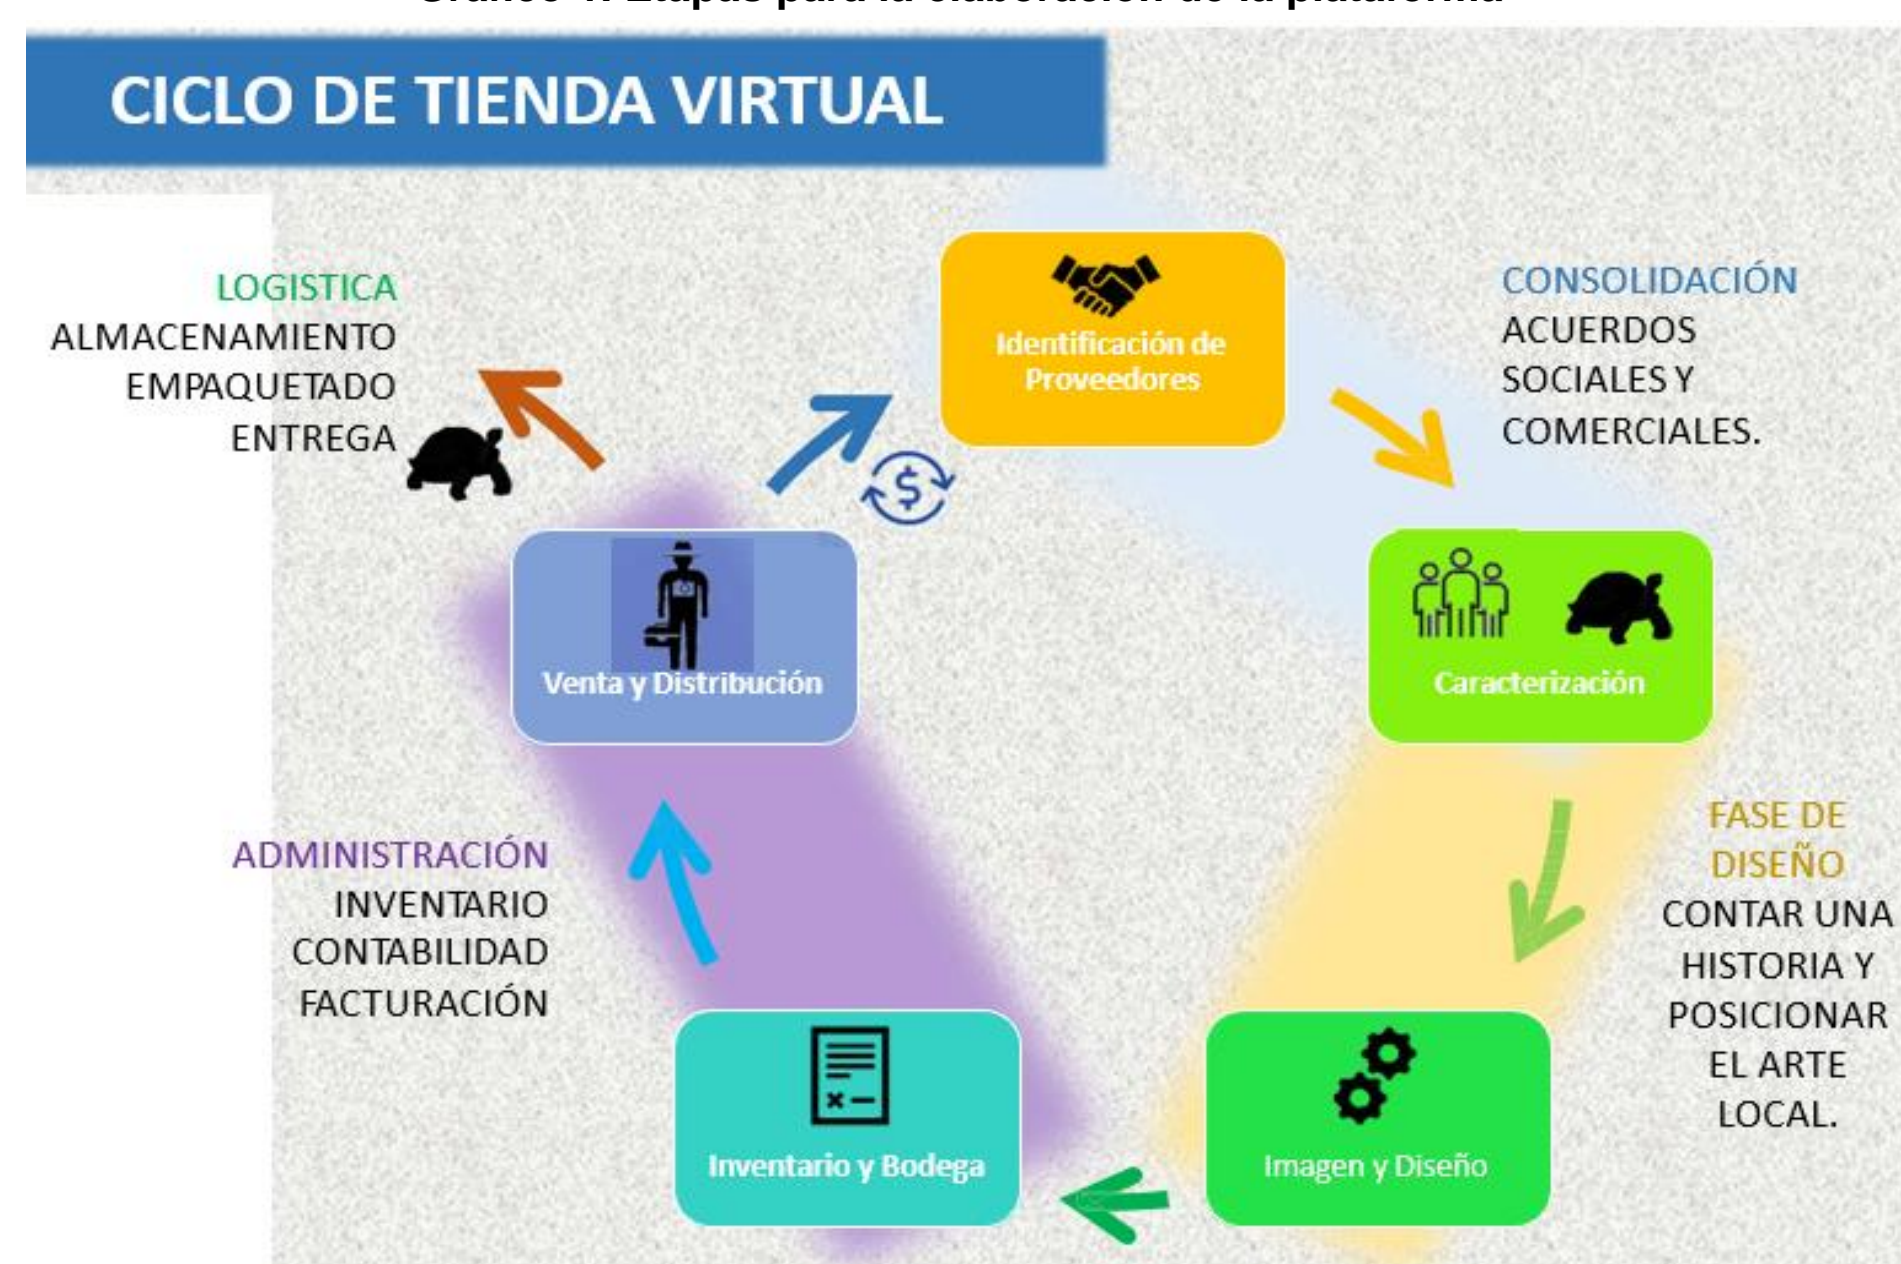 CICLO DE TIENDA VIRTUAL
Identificación de
Proveedores
CONSOLIDACIÓN
ACUERDOS
SOCIALES Y
COMERCIALES.
Caracterización
FASE DE
DISEÑO
CONTAR UNA
HISTORIA Y
POSICIONAR
EL ARTE
LOCAL.
Imagen y Diseño
Inventario y Bodega
ADMINISTRACIÓN
INVENTARIO
CONTABILIDAD
FACTURACIÓN
Venta y Distribución
$
LOGISTICA
ALMACENAMIENTO
EMPAQUETADO
ENTREGA